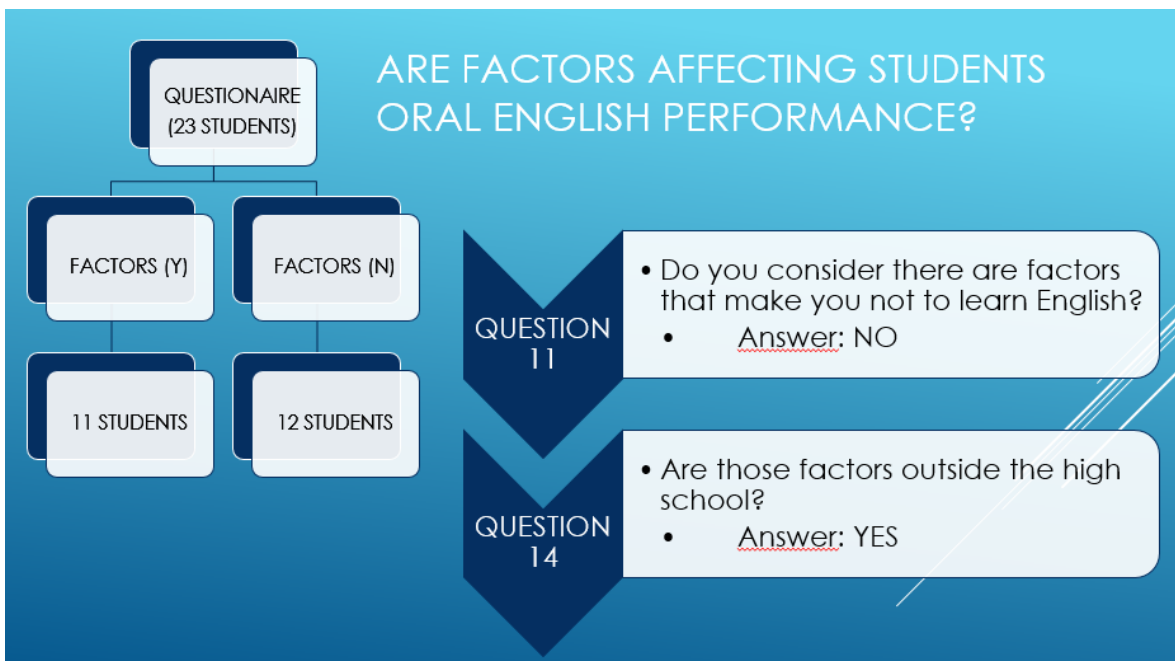 ARE FACTORS AFFECTING STUDENTS
ORAL ENGLISH PERFORMANCE?
QUESTIONAIRE
(23 STUDENTS)
FACTORS (Y)
FACTORS (N)
11 STUDENTS
12 STUDENTS
QUESTION
11
• Do you consider there are factors
that make you not to learn English?
• Answer: NO
QUESTION
14
• Are those factors outside the high
school?
• Answer: YES